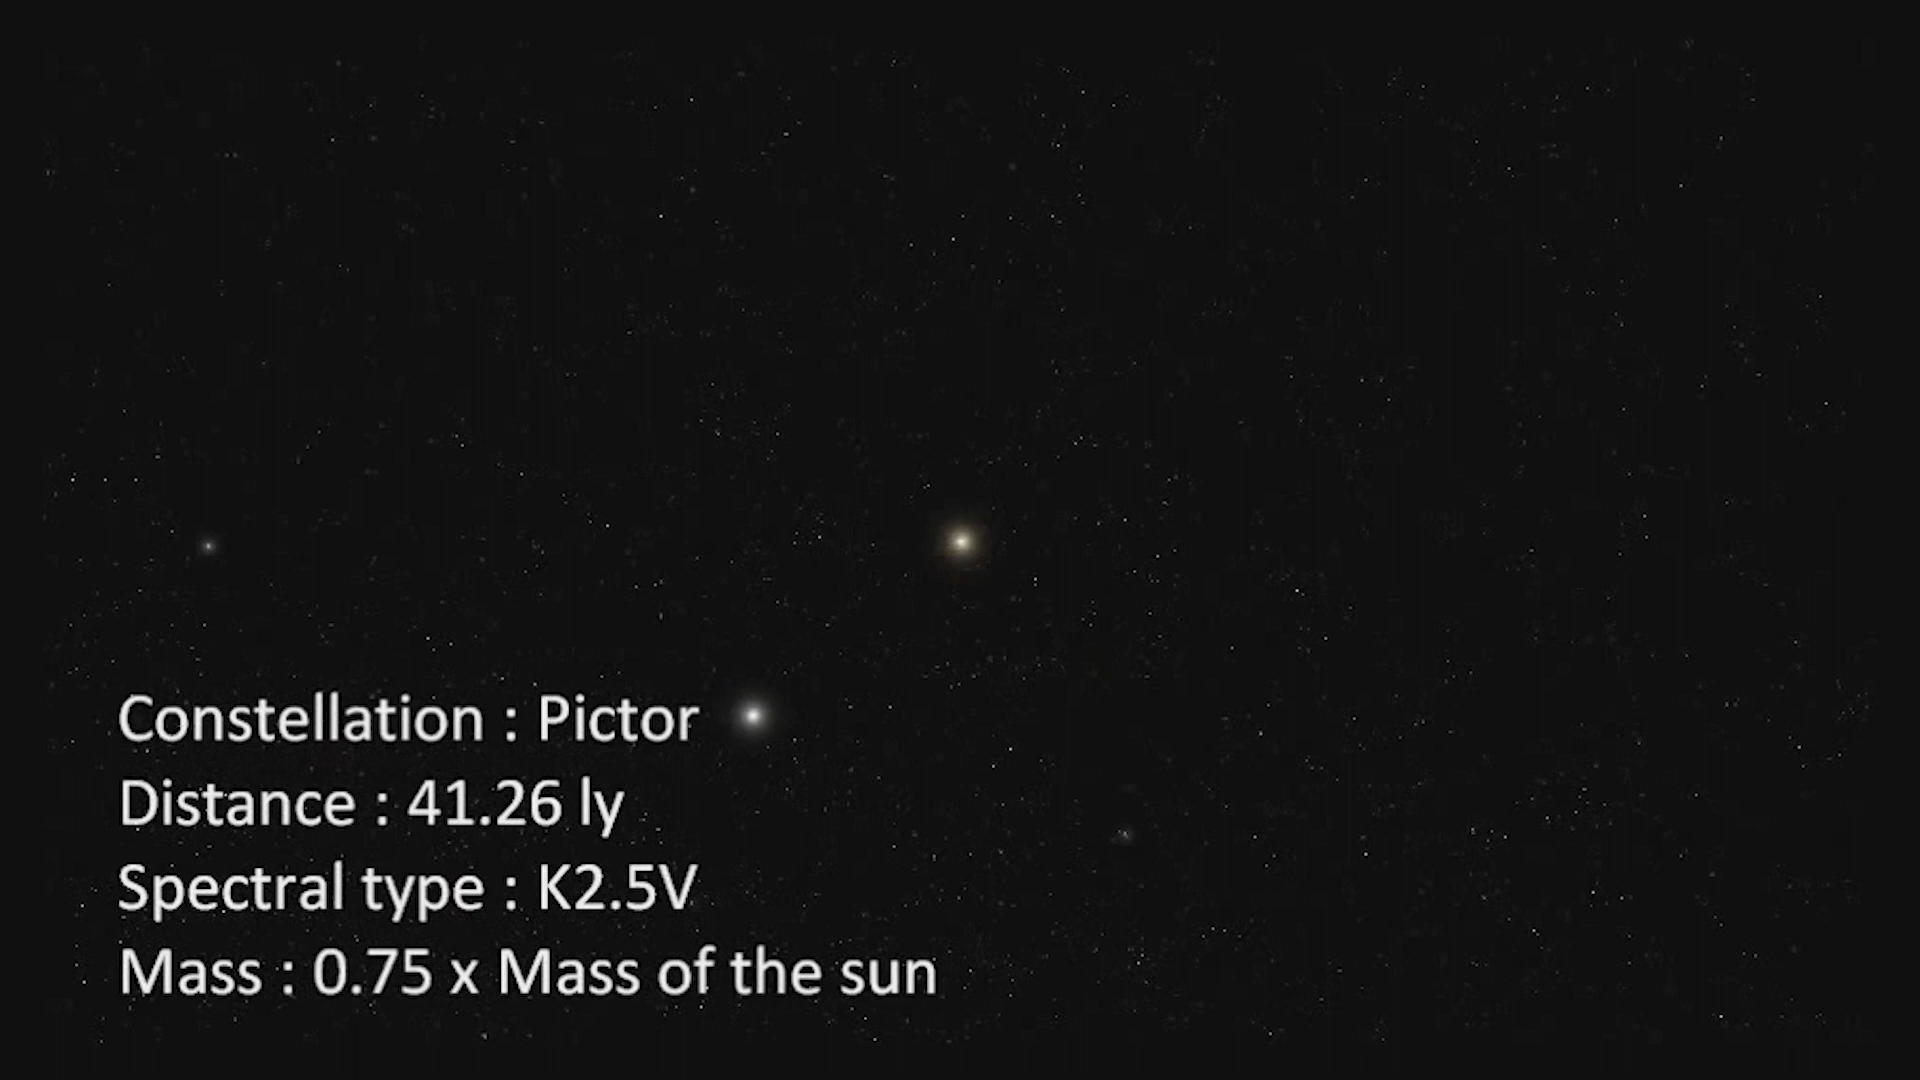 Constellation : Pictor
Distance : 41.26 ly
Spectral type : K2.5V
Mass : 0.75 x Mass of the sun